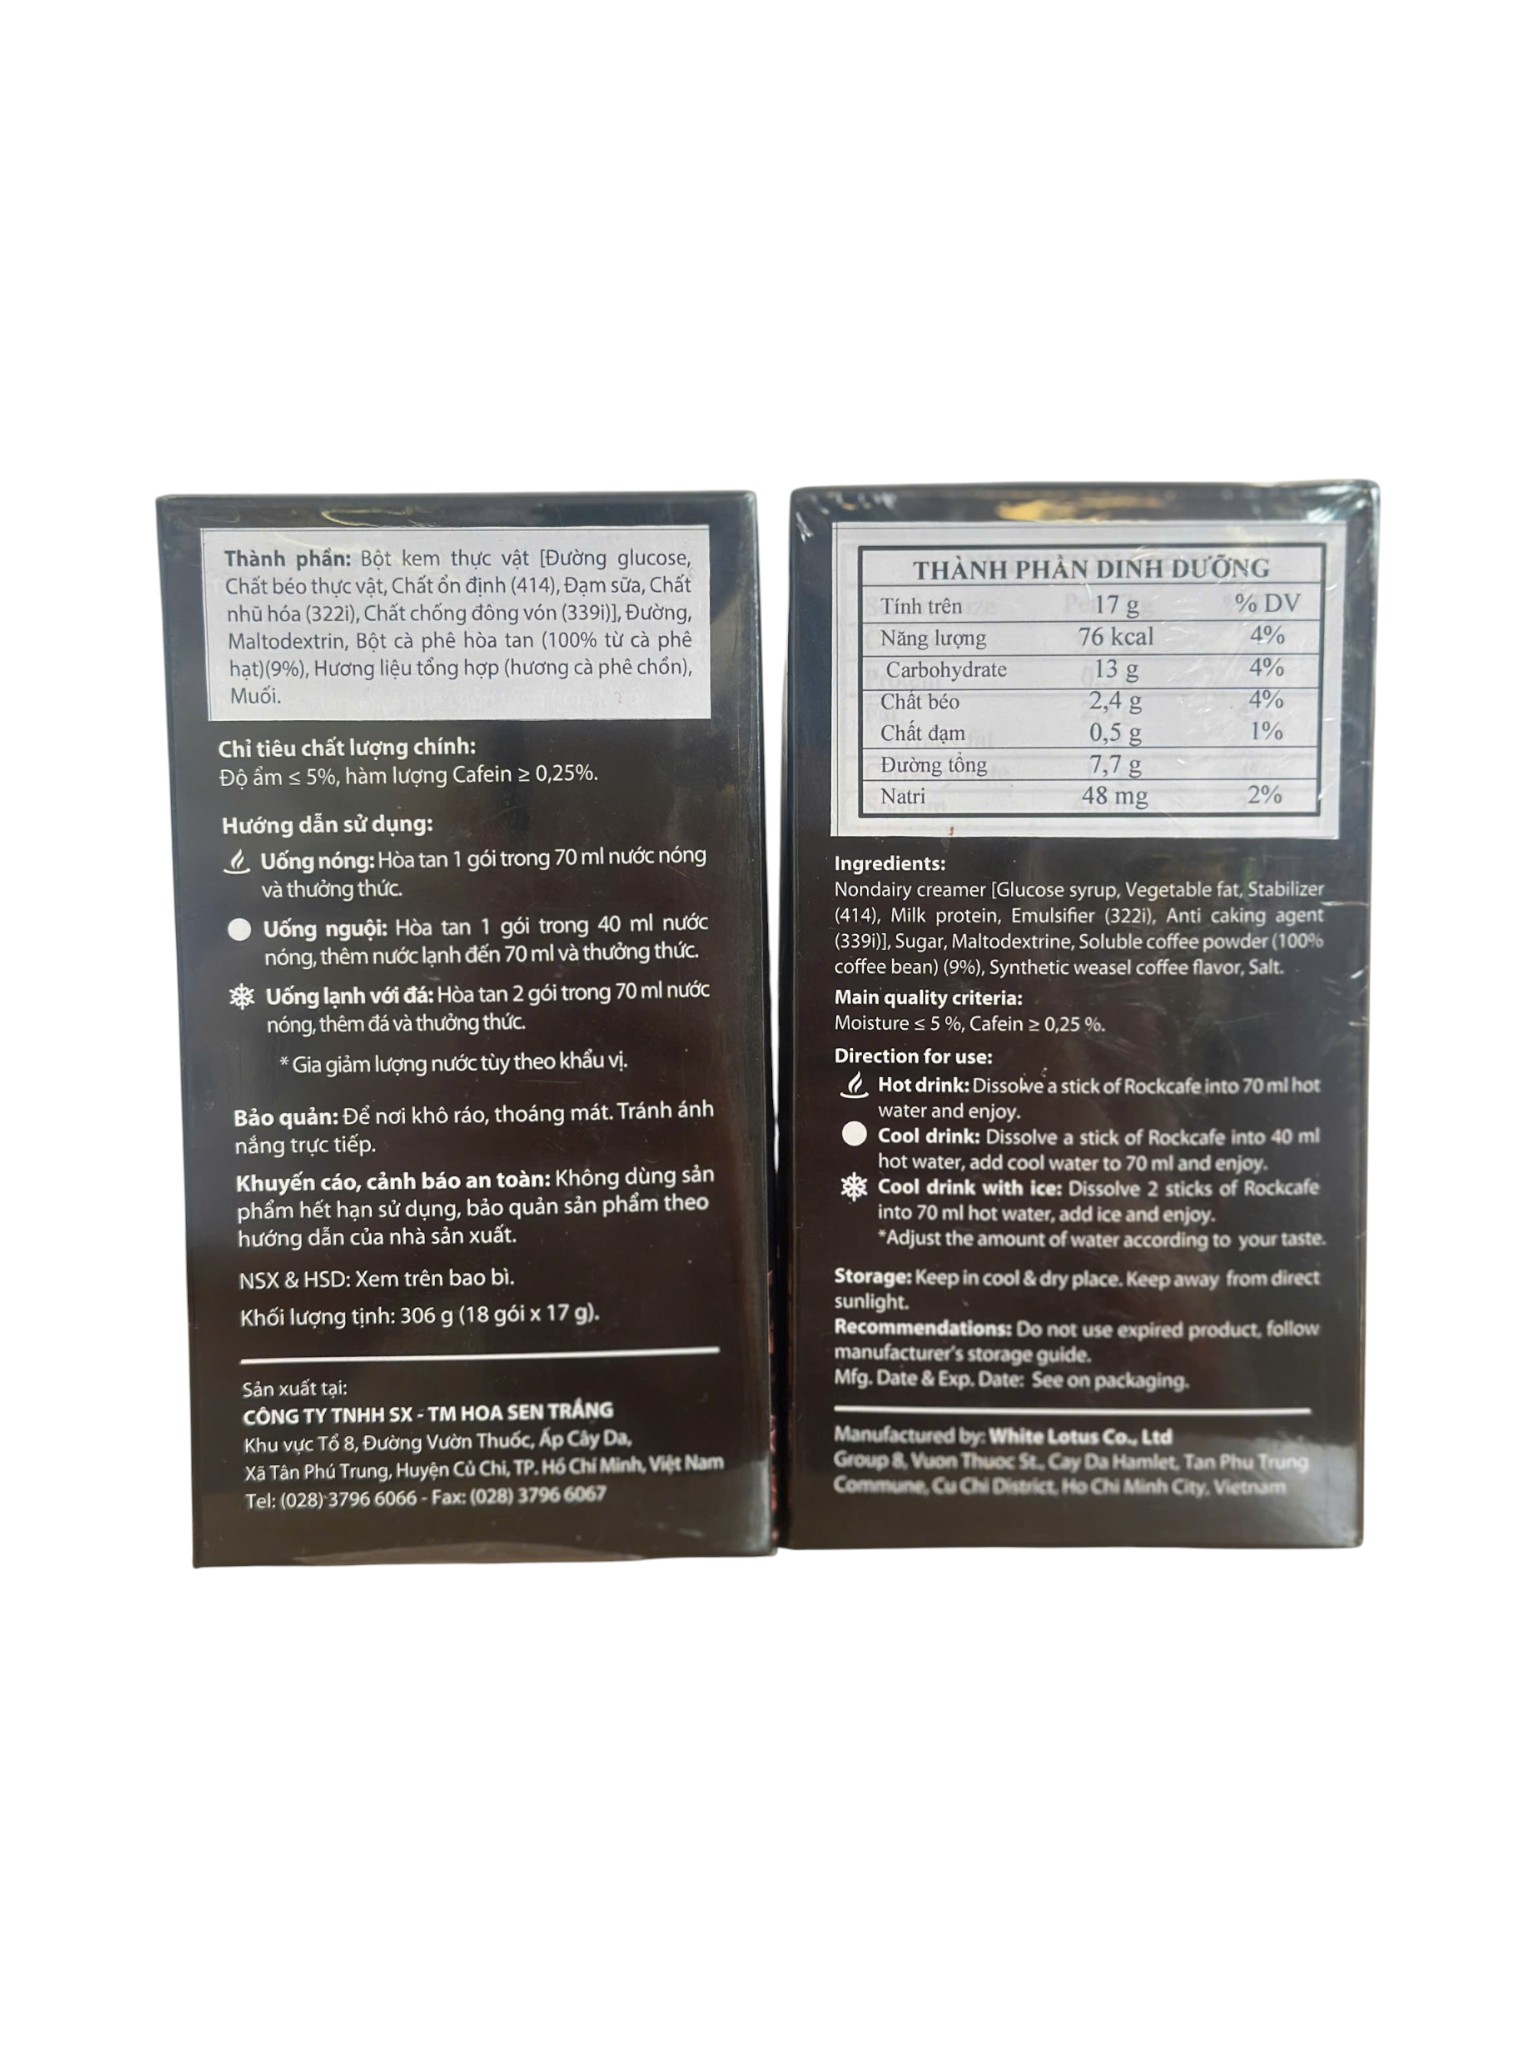 Thành phần: Bột kem thực vật [Đường glucose,
Chất béo thực vật, Chất ổn định (414), Đạm sữa, Chất
nhũ hóa (322i), Chất chống đông vón (339i)], Đường,
Maltodextrin, Bột cà phê hòa tan (100% từ cà phê
hạt)(9%), Hương liệu tổng hợp (hương cà phê chồn),
Muối.
Chỉ tiêu chất lượng chính:
Độ ẩm ≤ 5%, hàm lượng Cafein ≥ 0,25%.
Hướng dẫn sử dụng:
Uống nóng: Hòa tan 1 gói trong 70 ml nước nóng
và thưởng thức.
Uống nguội: Hòa tan 1 gói trong 40 ml nước
nóng, thêm nước lạnh đến 70 ml và thưởng thức.
Uống lạnh với đá: Hòa tan 2 gói trong 70 ml nước
nóng, thêm đá và thưởng thức.
* Gia giảm lượng nước tùy theo khẩu vị.
Bảo quản: Để nơi khô ráo, thoáng mát. Tránh ánh
nắng trực tiếp.
Khuyến cáo, cảnh báo an toàn: Không dùng sản
phẩm hết hạn sử dụng, bảo quản sản phẩm theo
hướng dẫn của nhà sản xuất.
NSX & HSD: Xem trên bao bì.
Khối lượng tịnh: 306 g (18 gói x 17 g).
Sản xuất tại:
CÔNG TY TNHH SX - TM HOA SEN TRẮNG
Khu vực Tổ 8, Đường Vườn Thuốc, Ấp Cây Da,
Xã Tân Phú Trung, Huyện Củ Chi, TP. Hồ Chí Minh, Việt Nam
Tel: (028) 3796 6066 - Fax: (028) 3796 6067
THÀNH PHẦN DINH DƯỠNG
Tính trên 17 g % DV
Năng lượng 76 kcal 4%
Carbohydrate 13 g 4%
Chất béo 2,4 g 4%
Chất đạm 0,5 g 1%
Đường tổng 7,7 g
Natri 48 mg 2%
Ingredients:
Nondairy creamer [Glucose syrup, Vegetable fat, Stabilizer
(414), Milk protein, Emulsifier (322i), Anti caking agent
(339i)], Sugar, Maltodextrine, Soluble coffee powder (100%
coffee bean) (9%), Synthetic weasel coffee flavor, Salt.
Main quality criteria:
Moisture ≤ 5 %, Cafein ≥ 0,25 %.
Direction for use:
Hot drink: Dissolve a stick of Rockcafe into 70 ml hot
water and enjoy.
Cool drink: Dissolve a stick of Rockcafe into 40 ml
hot water, add cool water to 70 ml and enjoy.
Cool drink with ice: Dissolve 2 sticks of Rockcafe
into 70 ml hot water, add ice and enjoy.
*Adjust the amount of water according to your taste.
Storage: Keep in cool & dry place. Keep away from direct
sunlight.
Recommendations: Do not use expired product, follow
manufacturer's storage guide.
Mfg. Date & Exp. Date: See on packaging.
Manufactured by: White Lotus Co., Ltd
Group 8, Vuon Thuoc St., Cay Da Hamlet, Tan Phu Trung
Commune, Cu Chi District, Ho Chi Minh City, Vietnam